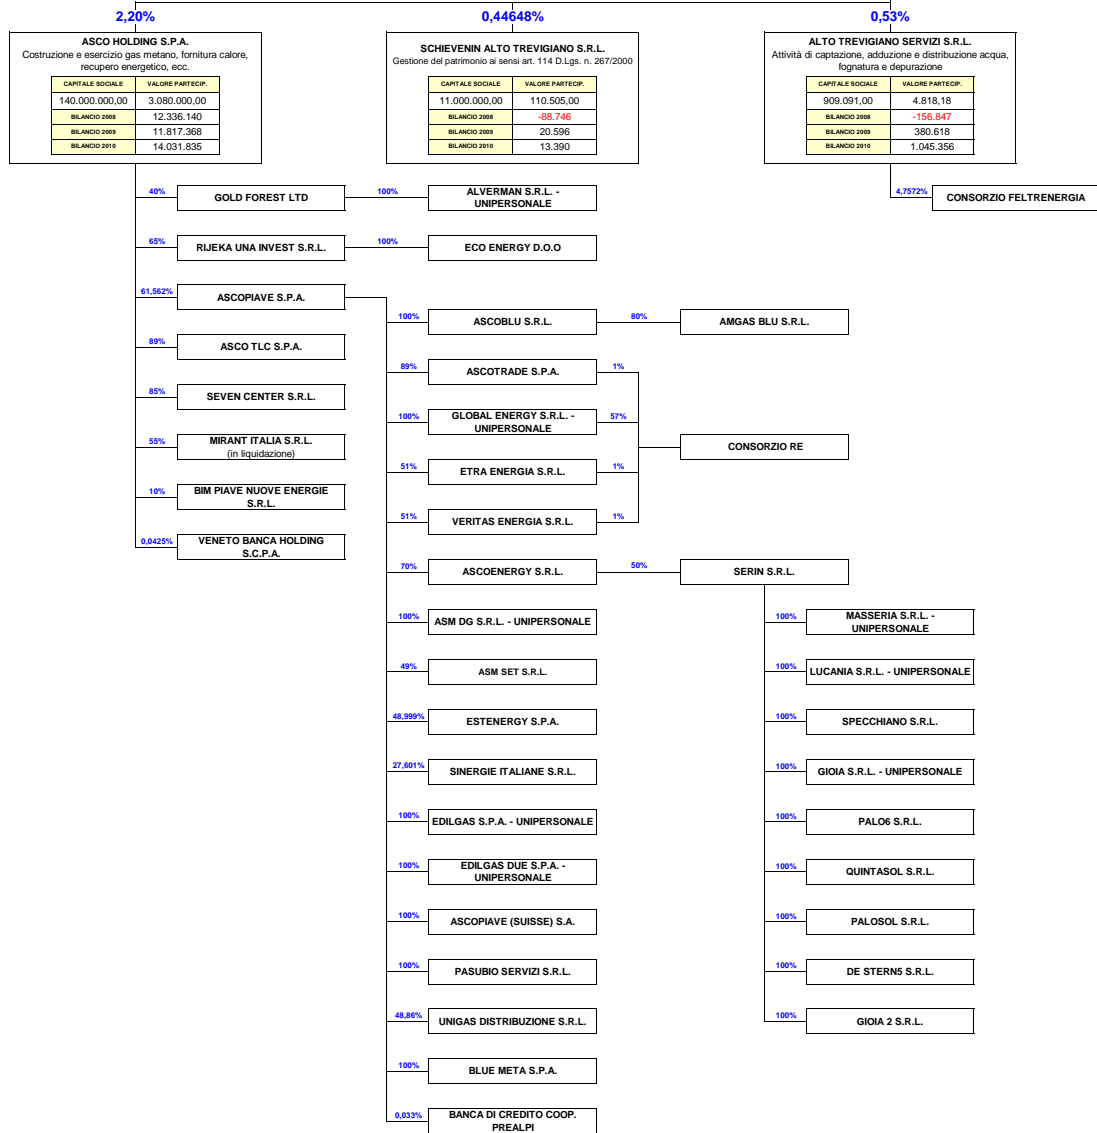 2,20%
0,44648%
0,53%
ASCO HOLDING S.P.A.
Costruzione e esercizio gas metano, fornitura calore,
recupero energetico, ecc.
CAPITALE SOCIALE VALORE PARTECIP.
140.000.000,00 3.080.000,00
BILANCIO 2008 12.336.140
BILANCIO 2009 11.817.368
BILANCIO 2010 14.031.835
SCHIEVENIN ALTO TREVIGIANO S.R.L.
Gestione del patrimonio ai sensi art. 114 D.Lgs. n. 267/2000
CAPITALE SOCIALE VALORE PARTECIP.
11.000.000,00 110.505,00
BILANCIO 2008 -88.746
BILANCIO 2009 20.596
BILANCIO 2010 13.390
ALTO TREVIGIANO SERVIZI S.R.L.
Attività di captazione, adduzione e distribuzione acqua,
fognatura e depurazione
CAPITALE SOCIALE VALORE PARTECIP.
909.091,00 4.818,18
BILANCIO 2008 -156.847
BILANCIO 2009 380.618
BILANCIO 2010 1.045.356
40% GOLD FOREST LTD 100% ALVERMAN S.R.L. -
UNIPERSONALE
4,7572% CONSORZIO FELTRENERGIA
65% RIJEKA UNA INVEST S.R.L. 100% ECO ENERGY D.O.O
61,562% ASCOPIAVE S.P.A.
89% ASCO TLC S.P.A.
85% SEVEN CENTER S.R.L.
55% MIRANT ITALIA S.R.L.
(in liquidazione)
10% BIM PIAVE NUOVE ENERGIE
S.R.L.
0,0425% VENETO BANCA HOLDING
S.C.P.A.
100% ASCOBLU S.R.L. 80% AMGAS BLU S.R.L.
89% ASCOTRADE S.P.A. 1%
100% GLOBAL ENERGY S.R.L. - 57%
UNIPERSONALE
CONSORZIO RE
51% ETRA ENERGIA S.R.L. 1%
51% VERITAS ENERGIA S.R.L. 1%
70% ASCOENERGY S.R.L. 50% SERIN S.R.L.
100% ASM DG S.R.L. - UNIPERSONALE
49% ASM SET S.R.L.
48,999% ESTENERGY S.P.A.
27,601% SINERGIE ITALIANE S.R.L.
100% EDILGAS S.P.A. - UNIPERSONALE
100% EDILGAS DUE S.P.A. -
UNIPERSONALE
100% ASCOPIAVE (SUISSE) S.A.
100% PASUBIO SERVIZI S.R.L.
48,86% UNIGAS DISTRIBUZIONE S.R.L.
100% BLUE META S.P.A.
0,033% BANCA DI CREDITO COOP.
PREALPI
100% MASSERIA S.R.L. -
UNIPERSONALE
100% LUCANIA S.R.L. - UNIPERSONALE
100% SPECCHIANO S.R.L.
100% GIOIA S.R.L. - UNIPERSONALE
100% PALO6 S.R.L.
100% QUINTASOL S.R.L.
100% PALOSOL S.R.L.
100% DE STERN5 S.R.L.
100% GIOIA 2 S.R.L.